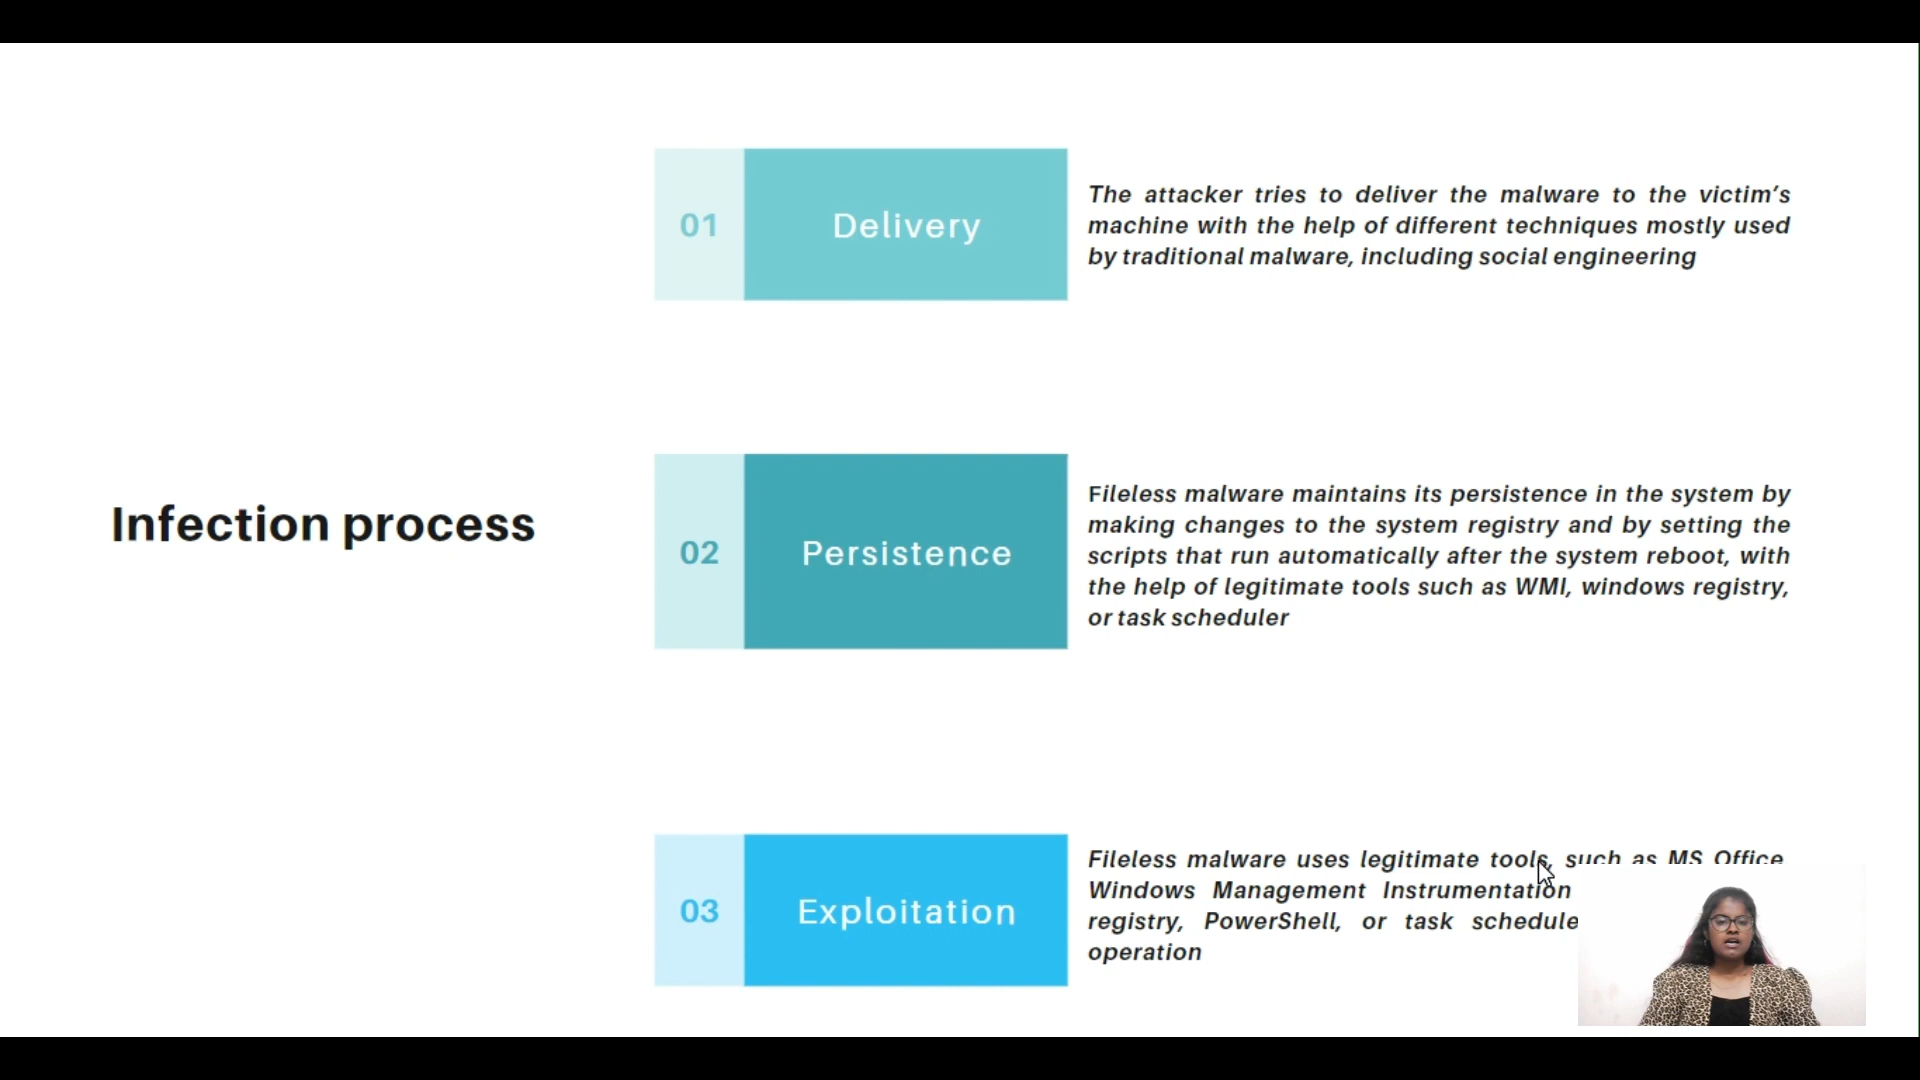 Infection process
01
Delivery
The attacker tries to deliver the malware to the victim's
machine with the help of different techniques mostly used
by traditional malware, including social engineering
02
Persistence
Fileless malware maintains its persistence in the system by
making changes to the system registry and by setting the
scripts that run automatically after the system reboot, with
the help of legitimate tools such as WMI, windows registry,
or task scheduler
03
Exploitation
Fileless malware uses legitimate tools, such as MS Office
Windows Management Instrumentation
registry, PowerShell, or task
operation